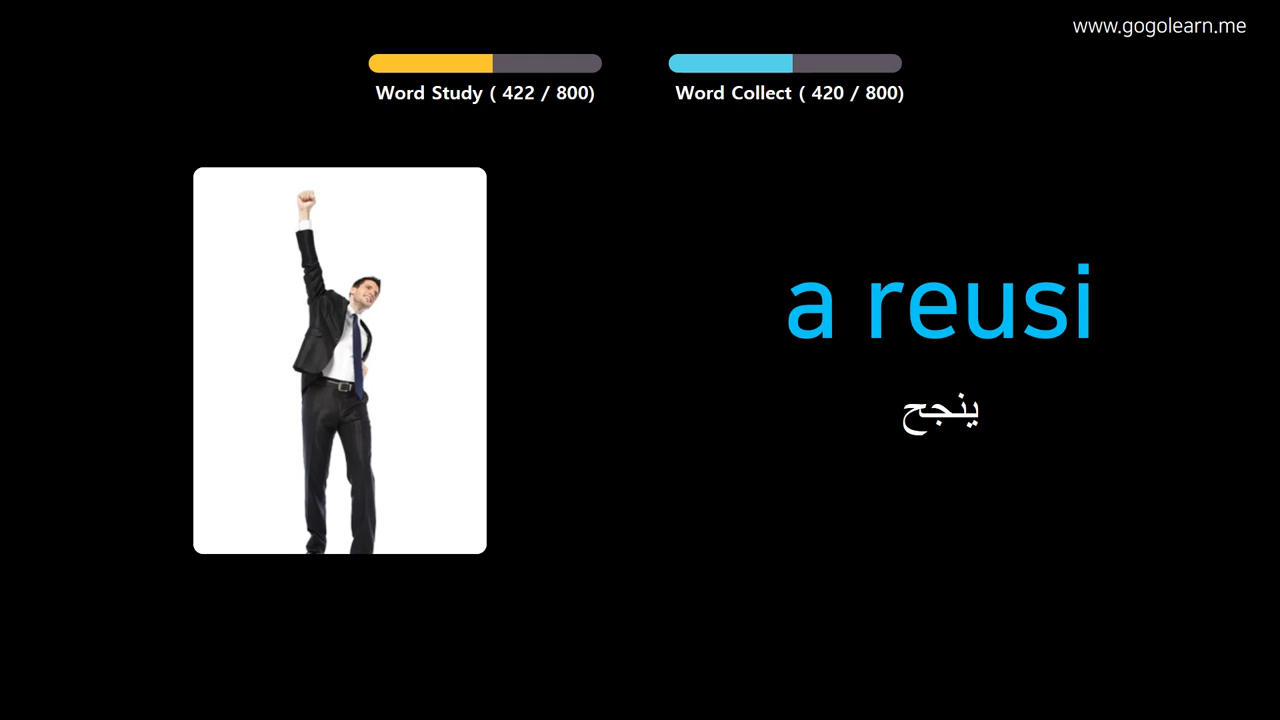 www.gogolearn.me
Word Study ( 422 / 800)
Word Collect ( 420 / 800)
a reusi
ينجح